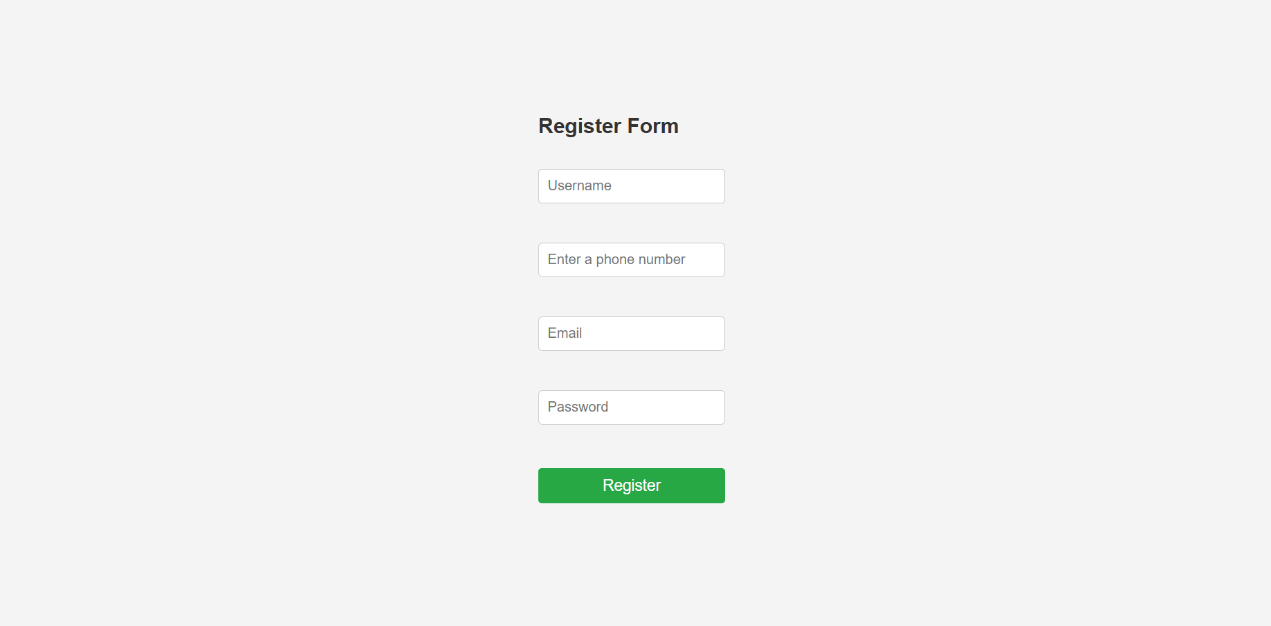 Register Form
Username
Enter a phone number
Email
Password
Register